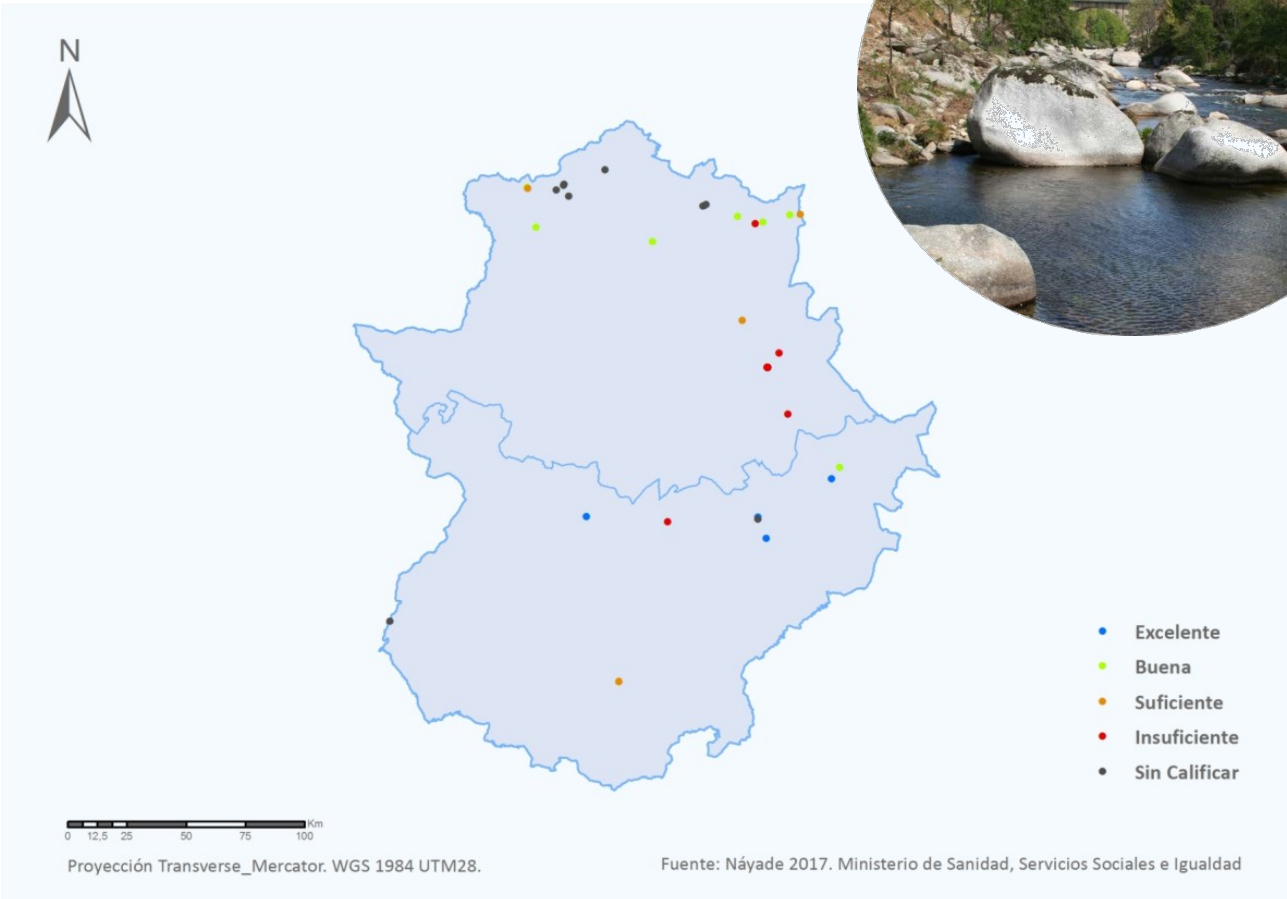 N
Excelente
Buena
Suficiente
Insuficiente
Sin Calificar
Km
0 12,5 25 50 75 100
Proyección Transverse_Mercator. WGS 1984 UTM28.
Fuente: Náyade 2017. Ministerio de Sanidad, Servicios Sociales e Igualdad